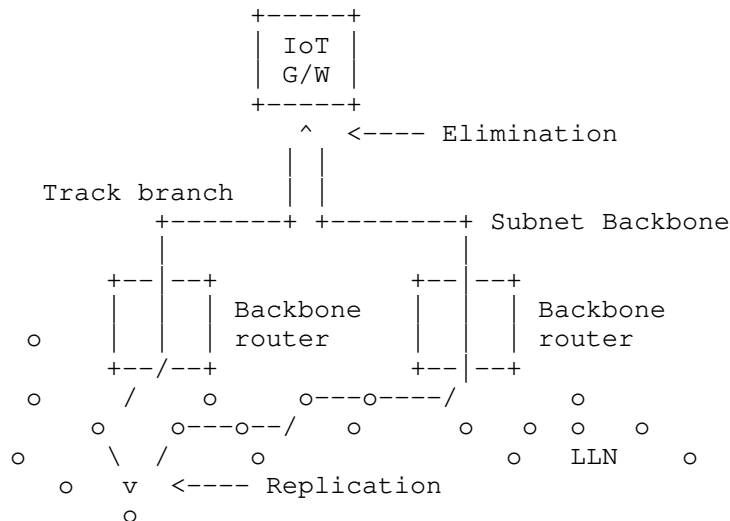 IoT
G/W
<---- Elimination
Track branch
Subnet Backbone
Backbone Backbone
router router
LLN
<---- Replication